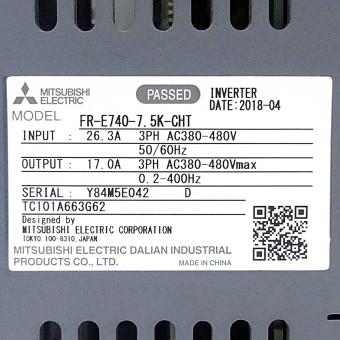 MITSUBISHI
ELECTRIC
PASSED
INVERTER
DATE:2018-04
MODEL FR-E740-7.5K-CHT
INPUT : 26.3A 3PH AC380-480V
50/60Hz
OUTPUT : 17.0A 3PH AC380-480Vmax
0.2-400Hz
SERIAL : Y84M5E042 D
TC101A663G62
Designed by
MITSUBISHI ELECTRIC CORPORATION
TOKYO 100-8310,JAPAN
MITSUBISHI ELECTRIC DALIAN INDUSTRIAL
PRODUCTS CO., LTD. MADE IN CHINA